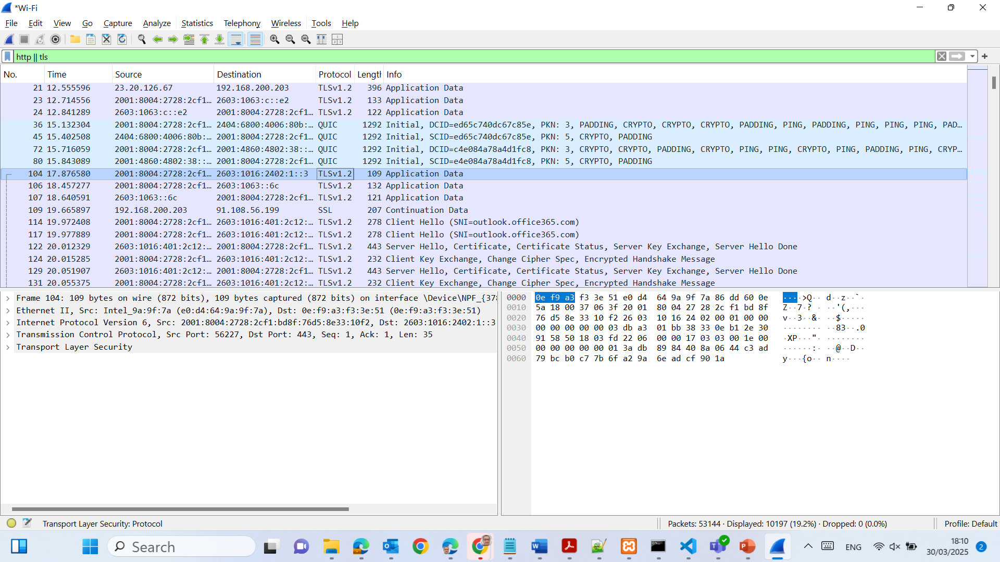 *Wi-Fi
File Edit View Go Capture Analyze Statistics Telephony Wireless Tools Help
http || tls
No. Time Source Destination Protocol Length Info
21 12.555596 23.20.126.67 192.168.200.203 TLSv1.2 396 Application Data
23 12.714556 2001:8004:2728:2cf1… 2603:1063:c::e2 TLSv1.2 133 Application Data
24 12.841289 2603:1063:c::e2 2001:8004:2728:2cf1… TLSv1.2 122 Application Data
36 15.132304 2001:8004:2728:2cf1… 2404:6800:4006:80b:… QUIC 1292 Initial, DCID=ed65c740dc67c85e, PKN: 3, PADDING, CRYPTO, CRYPTO, CRYPTO, PADDING, PING, PADDING, PING, PING, PING, PAD…
45 15.402508 2404:6800:4006:80b:… 2001:8004:2728:2cf1… QUIC 1292 Initial, SCID=ed65c740dc67c85e, PKN: 5, CRYPTO, PADDING
72 15.716059 2001:8004:2728:2cf1… 2001:4860:4802:38::… QUIC 1292 Initial, DCID=c4e084a78a4d1fc8, PKN: 3, CRYPTO, CRYPTO, PADDING, CRYPTO, PING, PING, CRYPTO, PING, PADDING, PING, CRYP…
80 15.843089 2001:4860:4802:38::… 2001:8004:2728:2cf1… QUIC 1292 Initial, SCID=e4e084a78a4d1fc8, PKN: 5, CRYPTO, PADDING
104 17.876580 2001:8004:2728:2cf1… 2603:1016:2402:1::3 TLSv1.2 109 Application Data
106 18.457277 2001:8004:2728:2cf1… 2603:1063::6c TLSv1.2 132 Application Data
107 18.640591 2603:1063::6c 2001:8004:2728:2cf1… TLSv1.2 121 Application Data
109 19.665897 192.168.200.203 91.108.56.199 SSL 207 Continuation Data
114 19.972408 2001:8004:2728:2cf1… 2603:1016:401:2c12:… TLSv1.2 278 Client Hello (SNI=outlook.office365.com)
117 19.977889 2001:8004:2728:2cf1… 2603:1016:401:2c12:… TLSv1.2 278 Client Hello (SNI=outlook.office365.com)
122 20.012329 2603:1016:401:2c12:… 2001:8004:2728:2cf1… TLSv1.2 443 Server Hello, Certificate, Certificate Status, Server Key Exchange, Server Hello Done
124 20.015285 2001:8004:2728:2cf1… 2603:1016:401:2c12:… TLSv1.2 232 Client Key Exchange, Change Cipher Spec, Encrypted Handshake Message
129 20.051907 2603:1016:401:2c12:… 2001:8004:2728:2cf1… TLSv1.2 443 Server Hello, Certificate, Certificate Status, Server Key Exchange, Server Hello Done
131 20.055375 2001:8004:2728:2cf1… 2603:1016:401:2c12:… TLSv1.2 232 Client Key Exchange, Change Cipher Spec, Encrypted Handshake Message
Frame 104: 109 bytes on wire (872 bits), 109 bytes captured (872 bits) on interface \Device\NPF_{37
Ethernet II, Src: Intel_9a:9f:7a (e0:d4:64:9a:9f:7a), Dst: 0e:f9:a3:f3:3e:51 (0e:f9:a3:f3:3e:51)
Internet Protocol Version 6, Src: 2001:8004:2728:2cf1:bd8f:76d5:8e33:10f2, Dst: 2603:1016:2402:1::3
Transmission Control Protocol, Src Port: 56227, Dst Port: 443, Seq: 1, Ack: 1, Len: 35
Transport Layer Security
0000 0e f9 a3 f3 3e 51 e0 d4 64 9a 9f 7a 86 dd 60 0e ····>Q·· d··z··`·
0010 5a 18 00 37 06 3f 20 01 80 04 27 28 2c f1 bd 8f Z··7·? · ··'(,···
0020 76 d5 8e 33 10 f2 26 03 10 16 24 02 00 01 00 00 v··3··&· ··$·····
0030 00 00 00 00 00 03 db a3 01 bb 38 33 0e b1 2e 30 ········ ··83··.0
0040 91 58 50 18 03 fd 22 06 00 00 17 03 03 00 1e 00 ·XP···"· ········
0050 00 00 00 00 00 01 3a db 89 84 40 8a 06 44 c3 ad ······:· ··@··D··
0060 79 bc b0 c7 7b 6f a2 9a 6e ad cf 90 1a y···{o·· n····
Transport Layer Security: Protocol
Packets: 53144 · Displayed: 10197 (19.2%) · Dropped: 0 (0.0%)
Profile: Default
Search
ENG
18:10
30/03/2025
2